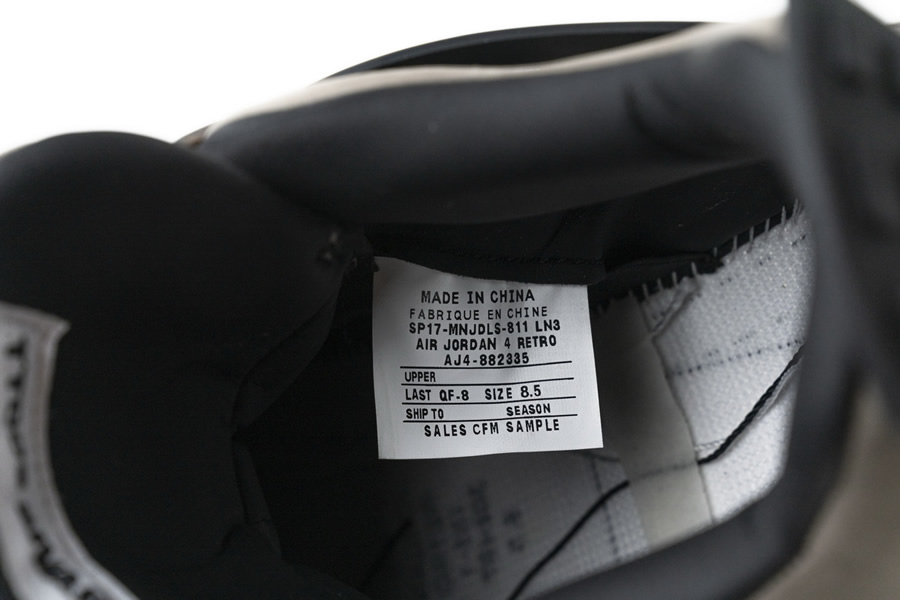 MADE IN CHINA
FABRIQUE EN CHINE
SP17-MNJDLS-811 LN3
AIR JORDAN 4 RETRO
AJ4-882335
UPPER
LAST QF-8 SIZE 8.5
SHIP TO SEASON
SALES CFM SAMPLE